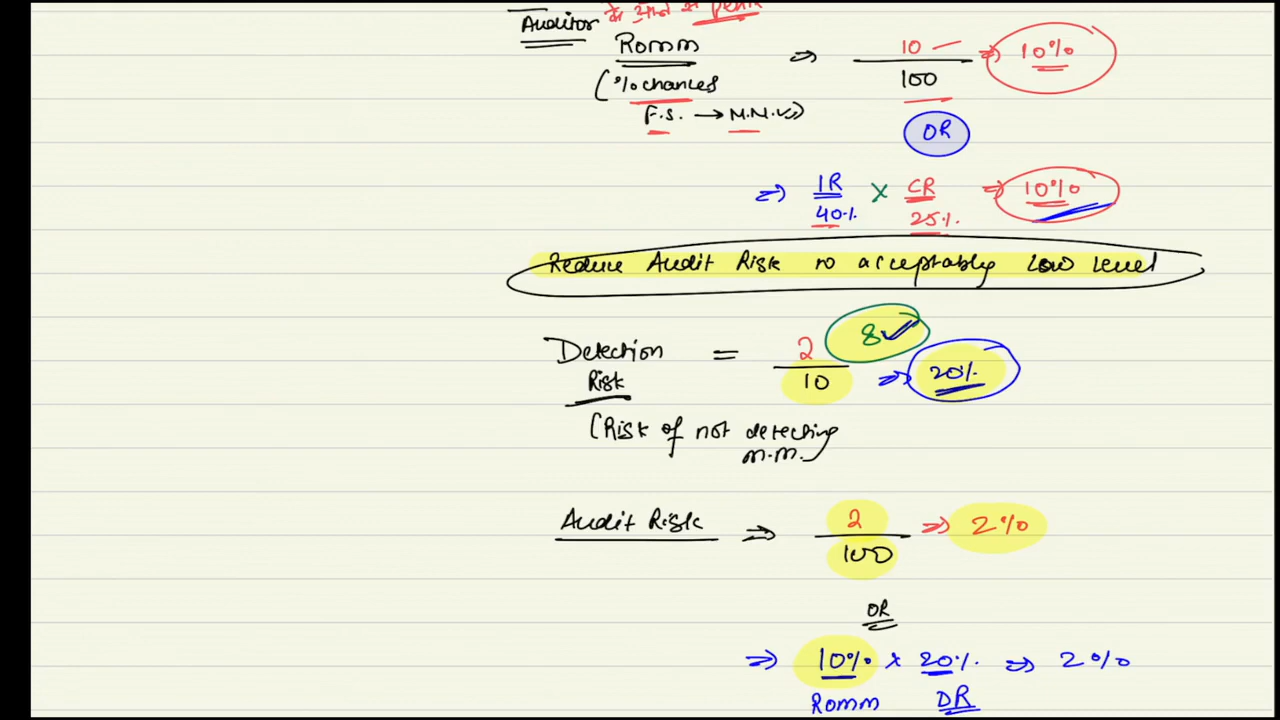 Auditor
Romm ⇒ 10 / 100 ⇒ 10%
(% chances
F.S. → M.M.
OR
⇒ IR × CR ⇒ 10%
40% 25%
Reduce Audit Risk to acceptably low level
Detection Risk = 2 / 10 8 ⇒ 20%
(Risk of not detecting
m.m.)
Audit Risk ⇒ 2 / 100 ⇒ 2%
OR
⇒ 10% × 20% ⇒ 2%
Romm DR